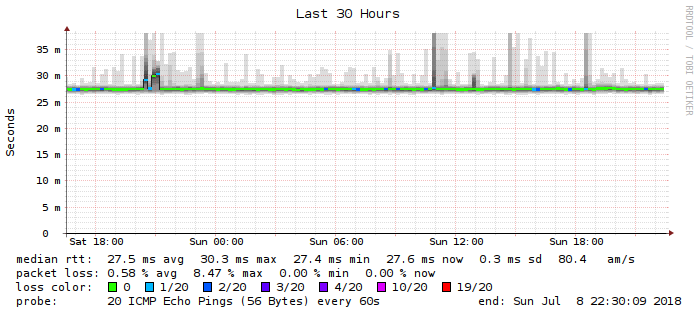 Last 30 Hours
RRDTOOL / TOBI OETIKER
Seconds
35 m
30 m
25 m
20 m
15 m
10 m
5 m
0
Sat 18:00 Sun 00:00 Sun 06:00 Sun 12:00 Sun 18:00
median rtt: 27.5 ms avg 30.3 ms max 27.4 ms min 27.6 ms now 0.3 ms sd 80.4 am/s
packet loss: 0.58 % avg 8.47 % max 0.00 % min 0.00 % now
loss color: 0 1/20 2/20 3/20 4/20 10/20 19/20
probe: 20 ICMP Echo Pings (56 Bytes) every 60s end: Sun Jul 8 22:30:09 2018